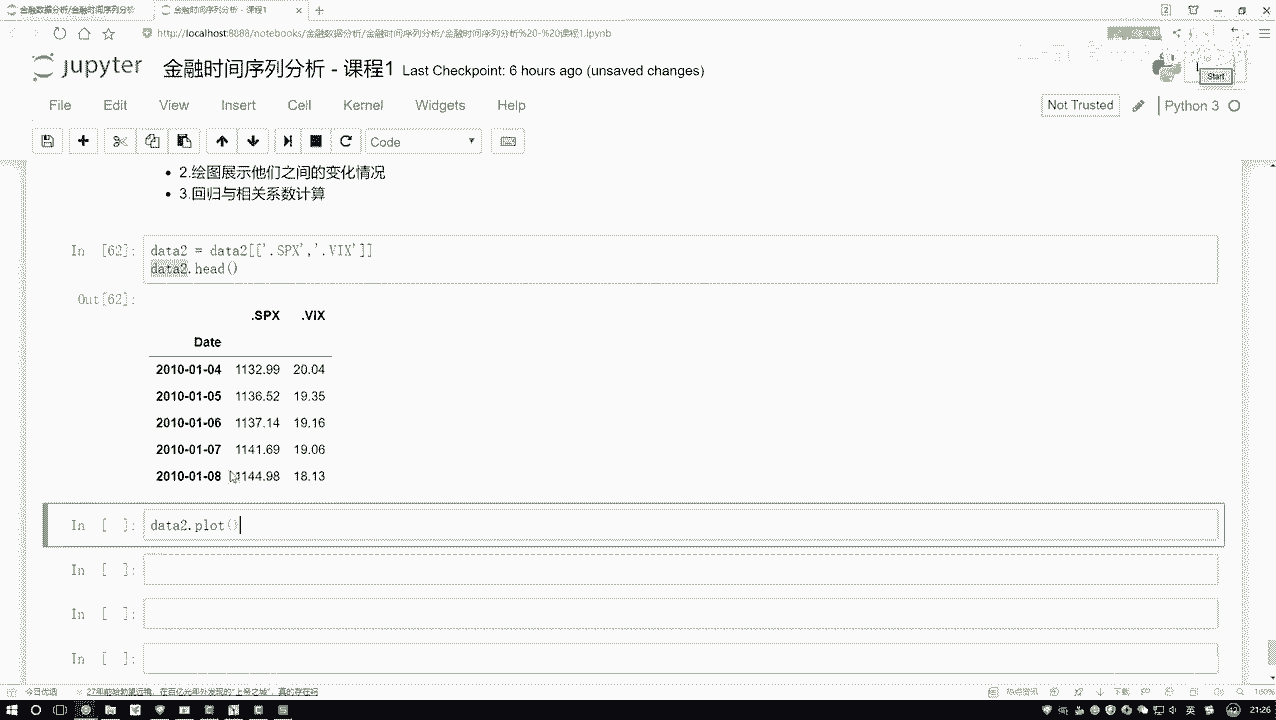 金融数据分析/金融时间序列分析
金融时间序列分析 - 课程1
http://localhost:8888/notebooks/金融数据分析/金融时间序列分析/金融时间序列分析%20-%20课程1.ipynb
jupyter 金融时间序列分析 - 课程1 Last Checkpoint: 6 hours ago (unsaved changes)
Start
File Edit View Insert Cell Kernel Widgets Help
Not Trusted
Python 3
Code
2.绘图展示他们之间的变化情况
3.回归与相关系数计算
In [62]: data2 = data2[['.SPX','.VIX']]
data2.head()
Out[62]:
.SPX .VIX
Date
2010-01-04 1132.99 20.04
2010-01-05 1136.52 19.35
2010-01-06 1137.14 19.16
2010-01-07 1141.69 19.06
2010-01-08 1144.98 18.13
In [ ]: data2.plot()
In [ ]:
In [ ]:
In [ ]:
今日优选
热点资讯
下载
100%
英
21:26